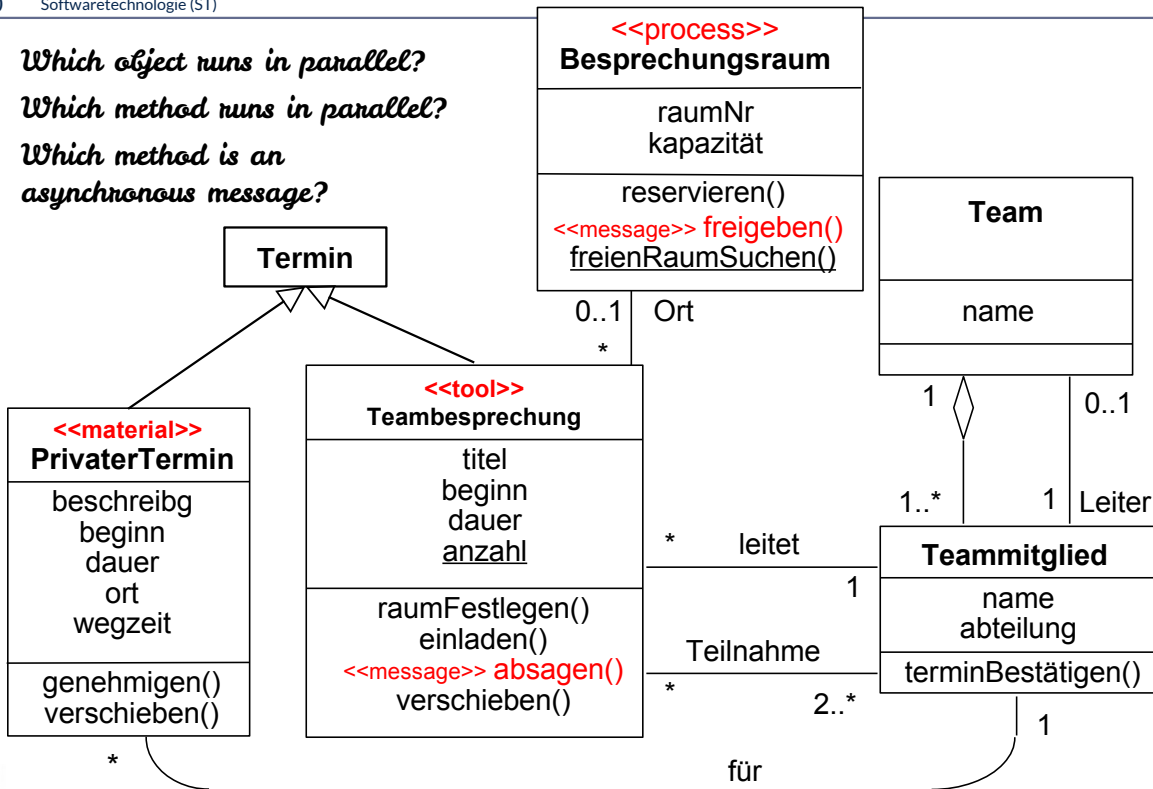 Softwaretechnologie (ST)
Which object runs in parallel?
Which method runs in parallel?
Which method is an
asynchronous message?
<<process>>
Besprechungsraum
raumNr
kapazität
reservieren()
<<message>> freigeben()
freienRaumSuchen()
Team
name
Termin
0..1 Ort
*
<<tool>>
Teambesprechung
titel
beginn
dauer
anzahl
raumFestlegen()
einladen()
<<message>> absagen()
verschieben()
<<material>>
PrivaterTermin
beschreibg
beginn
dauer
ort
wegzeit
genehmigen()
verschieben()
1
0..1
1..*
1 Leiter
* leitet
1
Teammitglied
name
abteilung
terminBestätigen()
Teilnahme
*
2..*
1
*
für